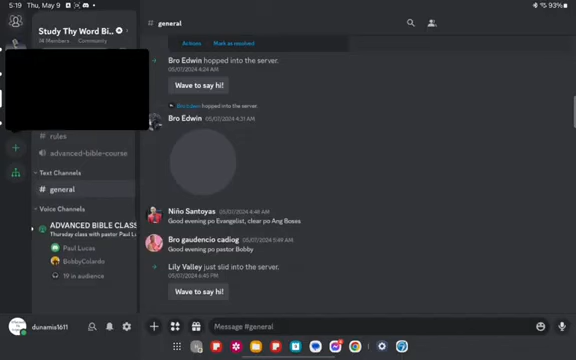 5:19 Thu, May 9
93%
Study Thy Word Bi...
Community
# general
Actions Mark as resolved
Bro Edwin hopped into the server.
05/07/2024 4:24 AM
Wave to say hi!
hopped into the server.
Bro Edwin 05/07/2024 4:31 AM
# rules
advanced-bible-course
Text Channels
# general
Voice Channels
ADVANCED BIBLE CLASS
Thursday class with pastor Paul Lu
Paul Lucas
BobbyColardo
19 in audience
Niño Santoyas 05/07/2024 4:48 AM
Good evening po Evangelist, clear po Ang Boses
Bro gaudencio cadiog 05/07/2024 5:49 AM
Good evening po pastor Bobby
Lily Valley just slid into the server.
05/07/2024 6:45 PM
Wave to say hi!
dunamis1611
Message #general